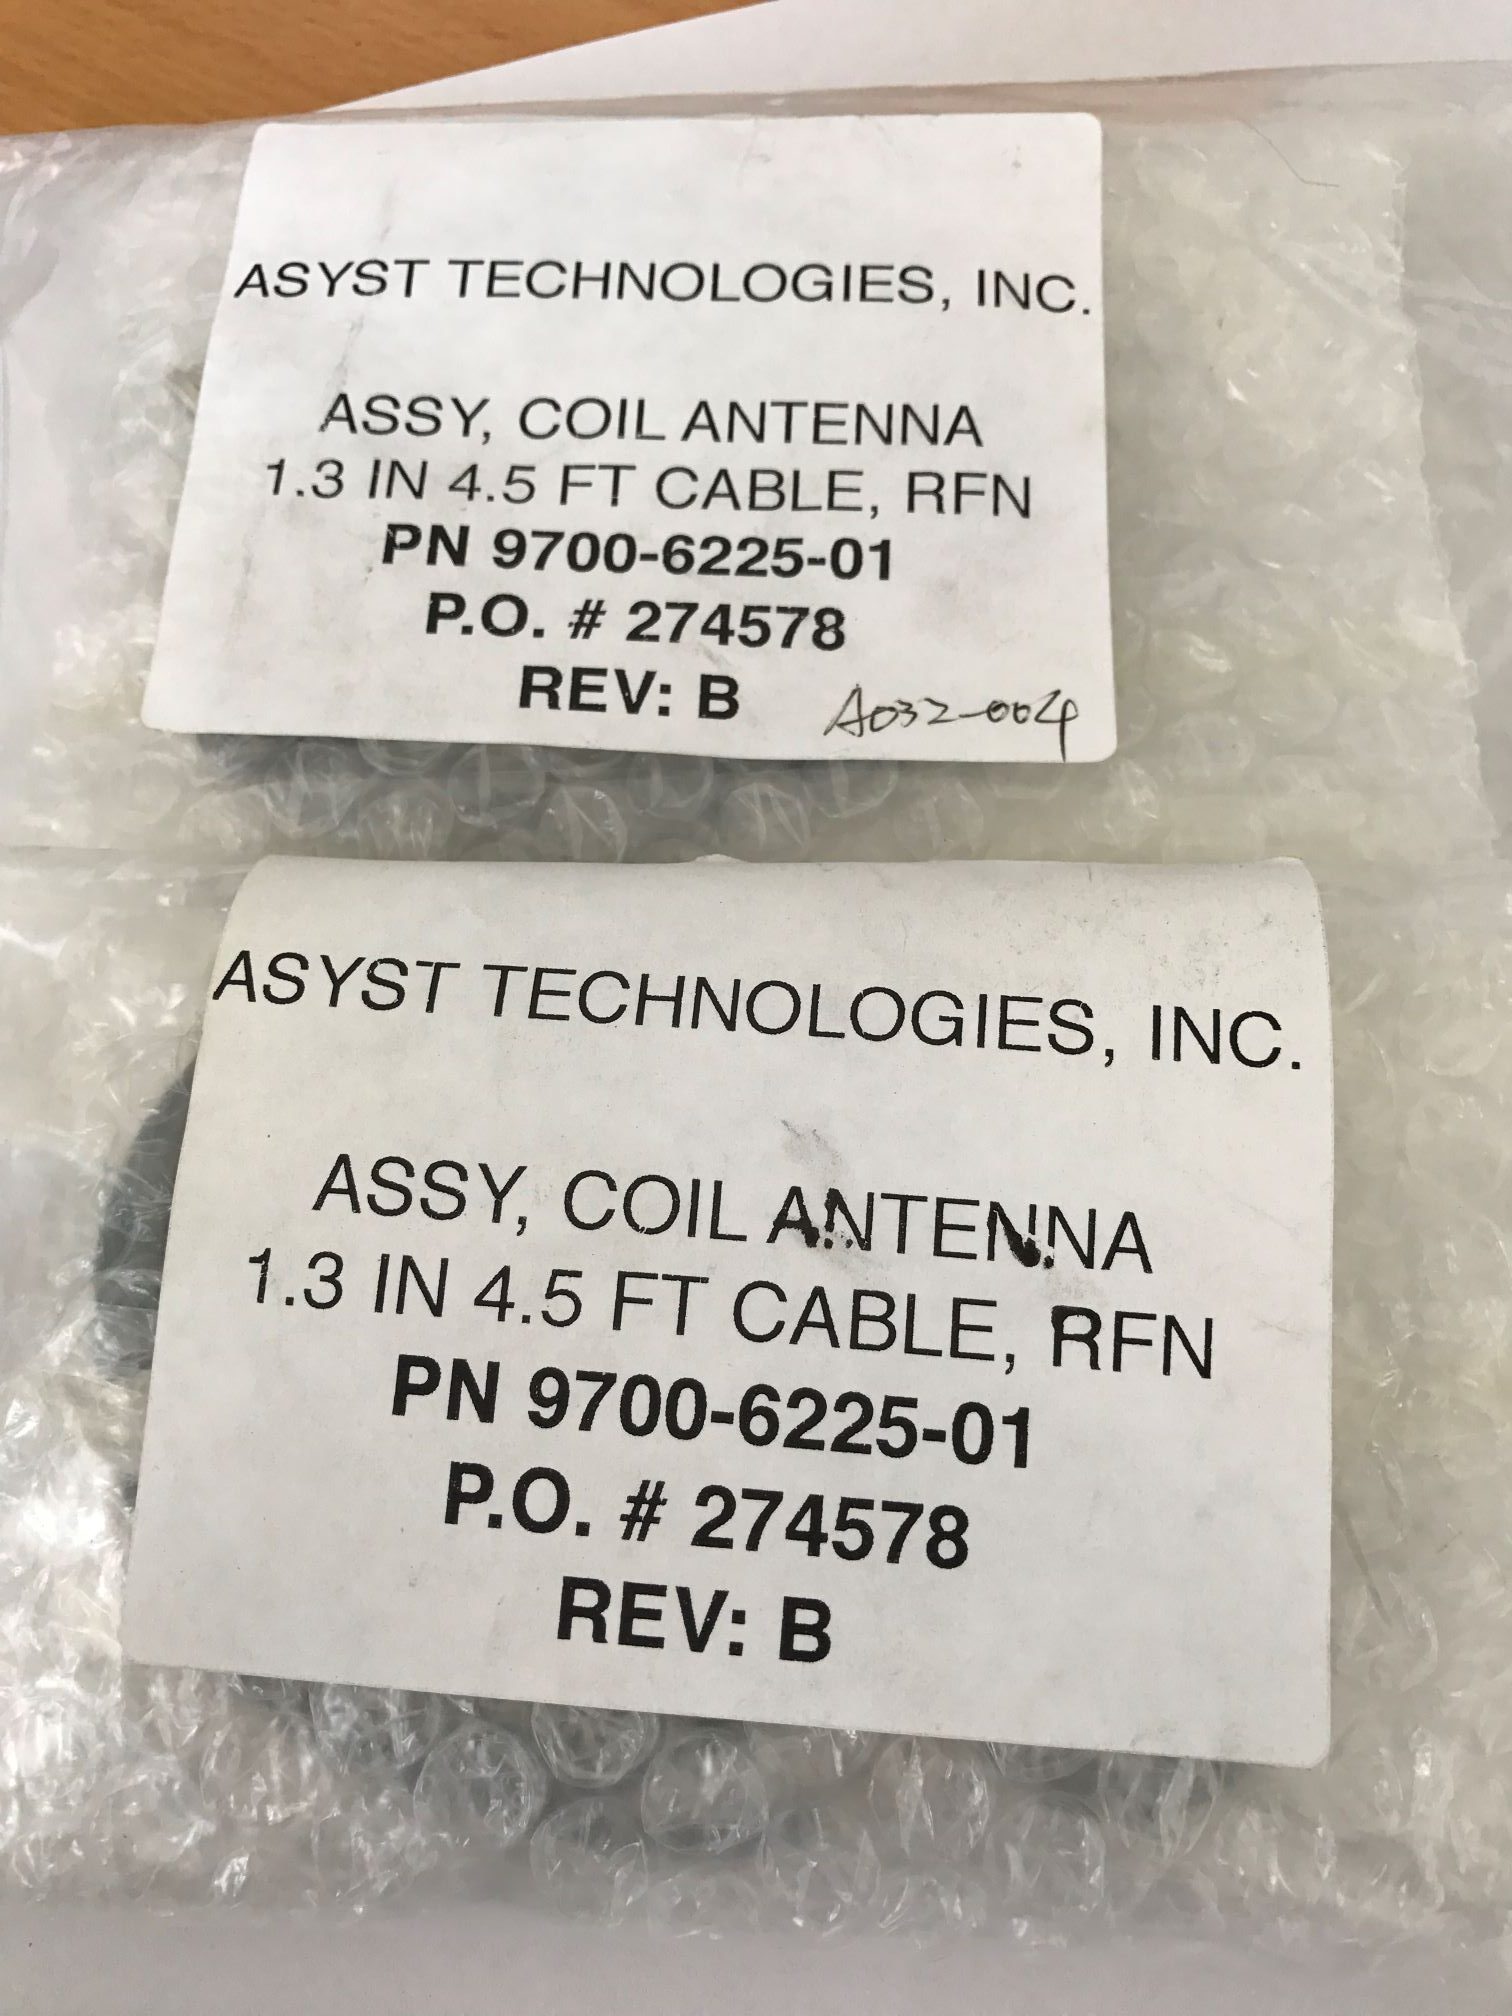 ASYST TECHNOLOGIES, INC.
ASSY, COIL ANTENNA
1.3 IN 4.5 FT CABLE, RFN
PN 9700-6225-01
P.O. # 274578
REV: B
A032-004
ASYST TECHNOLOGIES, INC.
ASSY, COIL ANTENNA
1.3 IN 4.5 FT CABLE, RFN
PN 9700-6225-01
P.O. # 274578
REV: B